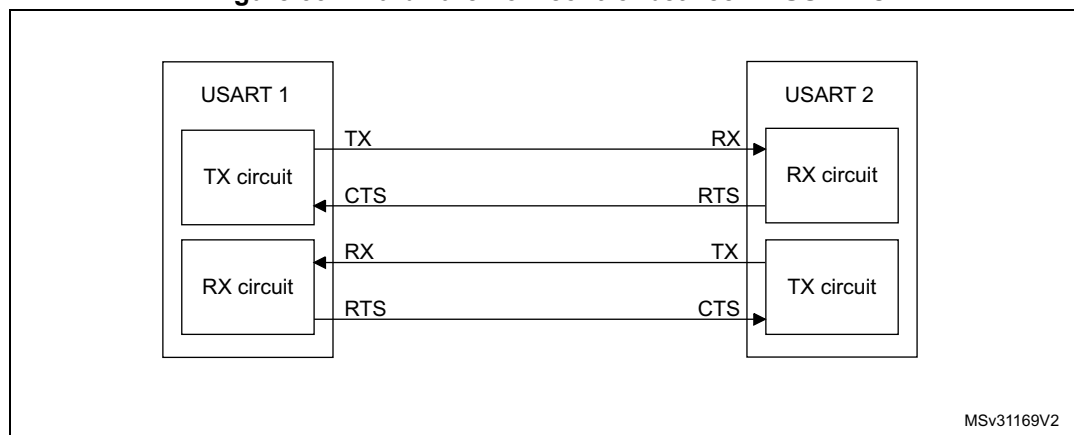 USART 1
USART 2
TX circuit
TX
RX
RX circuit
CTS
RTS
RX circuit
RX
TX
TX circuit
RTS
CTS
MSv31169V2